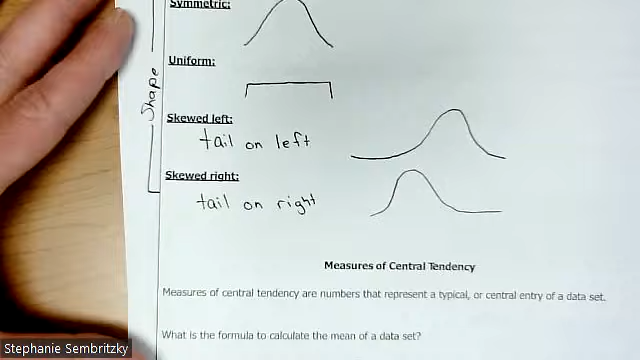 Symmetric:
Uniform:
Shape
Skewed left:
tail on left
Skewed right:
tail on right
Measures of Central Tendency
Measures of central tendency are numbers that represent a typical, or central entry of a data set.
What is the formula to calculate the mean of a data set?
Stephanie Sembritzky